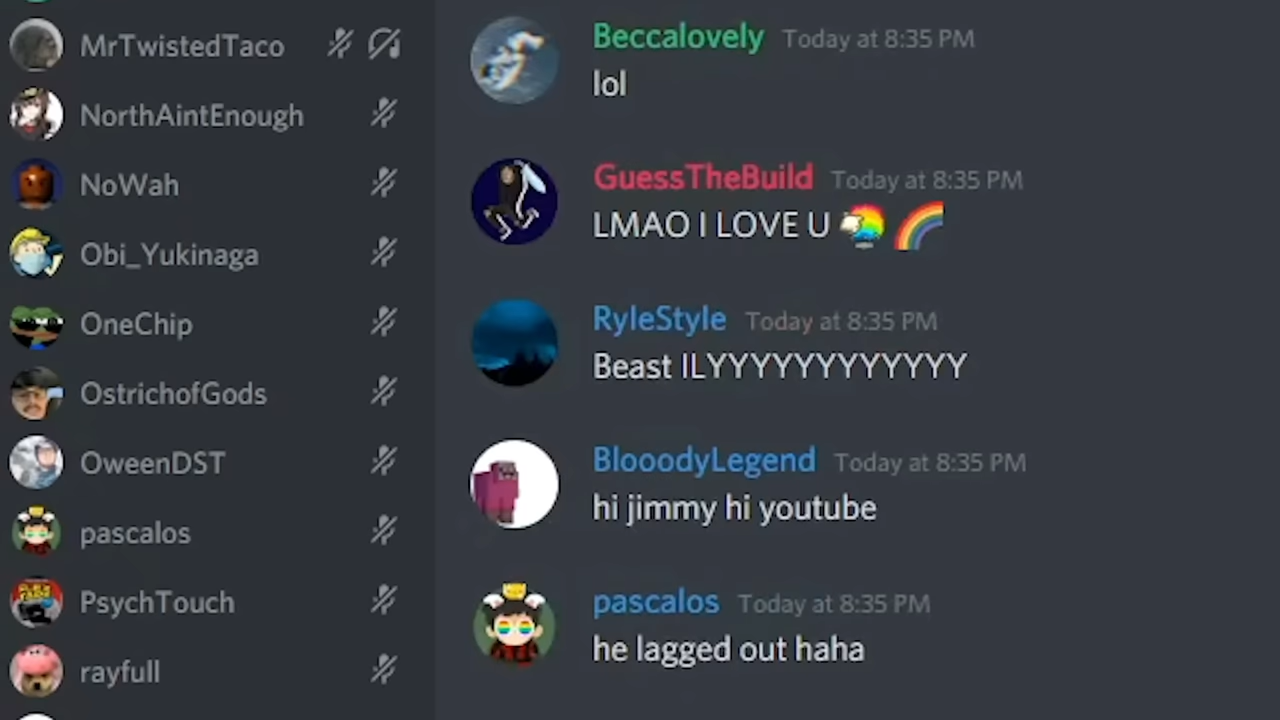 MrTwistedTaco
NorthAintEnough
NoWah
Obi_Yukinaga
OneChip
OstrichofGods
OweenDST
pascalos
PsychTouch
rayfull
Beccalovely Today at 8:35 PM
lol
GuessTheBuild Today at 8:35 PM
LMAO I LOVE U
RyleStyle Today at 8:35 PM
Beast ILYYYYYYYYYYYY
BlooodyLegend Today at 8:35 PM
hi jimmy hi youtube
pascalos Today at 8:35 PM
he lagged out haha